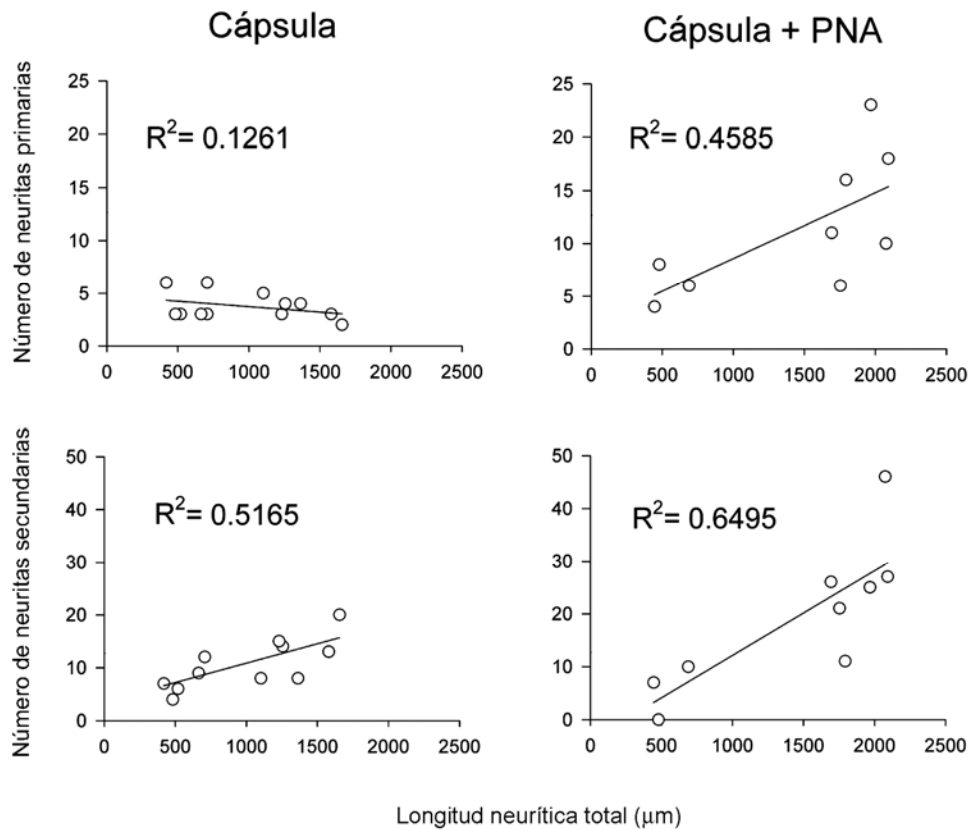 Cápsula
Cápsula + PNA
Número de neuritas primarias
25
20
15
10
5
0
R²= 0.1261
0 500 1000 1500 2000 2500
25
20
15
10
5
0
R²= 0.4585
0 500 1000 1500 2000 2500
Número de neuritas secundarias
50
40
30
20
10
0
R²= 0.5165
0 500 1000 1500 2000 2500
50
40
30
20
10
0
R²= 0.6495
0 500 1000 1500 2000 2500
Longitud neurítica total (μm)